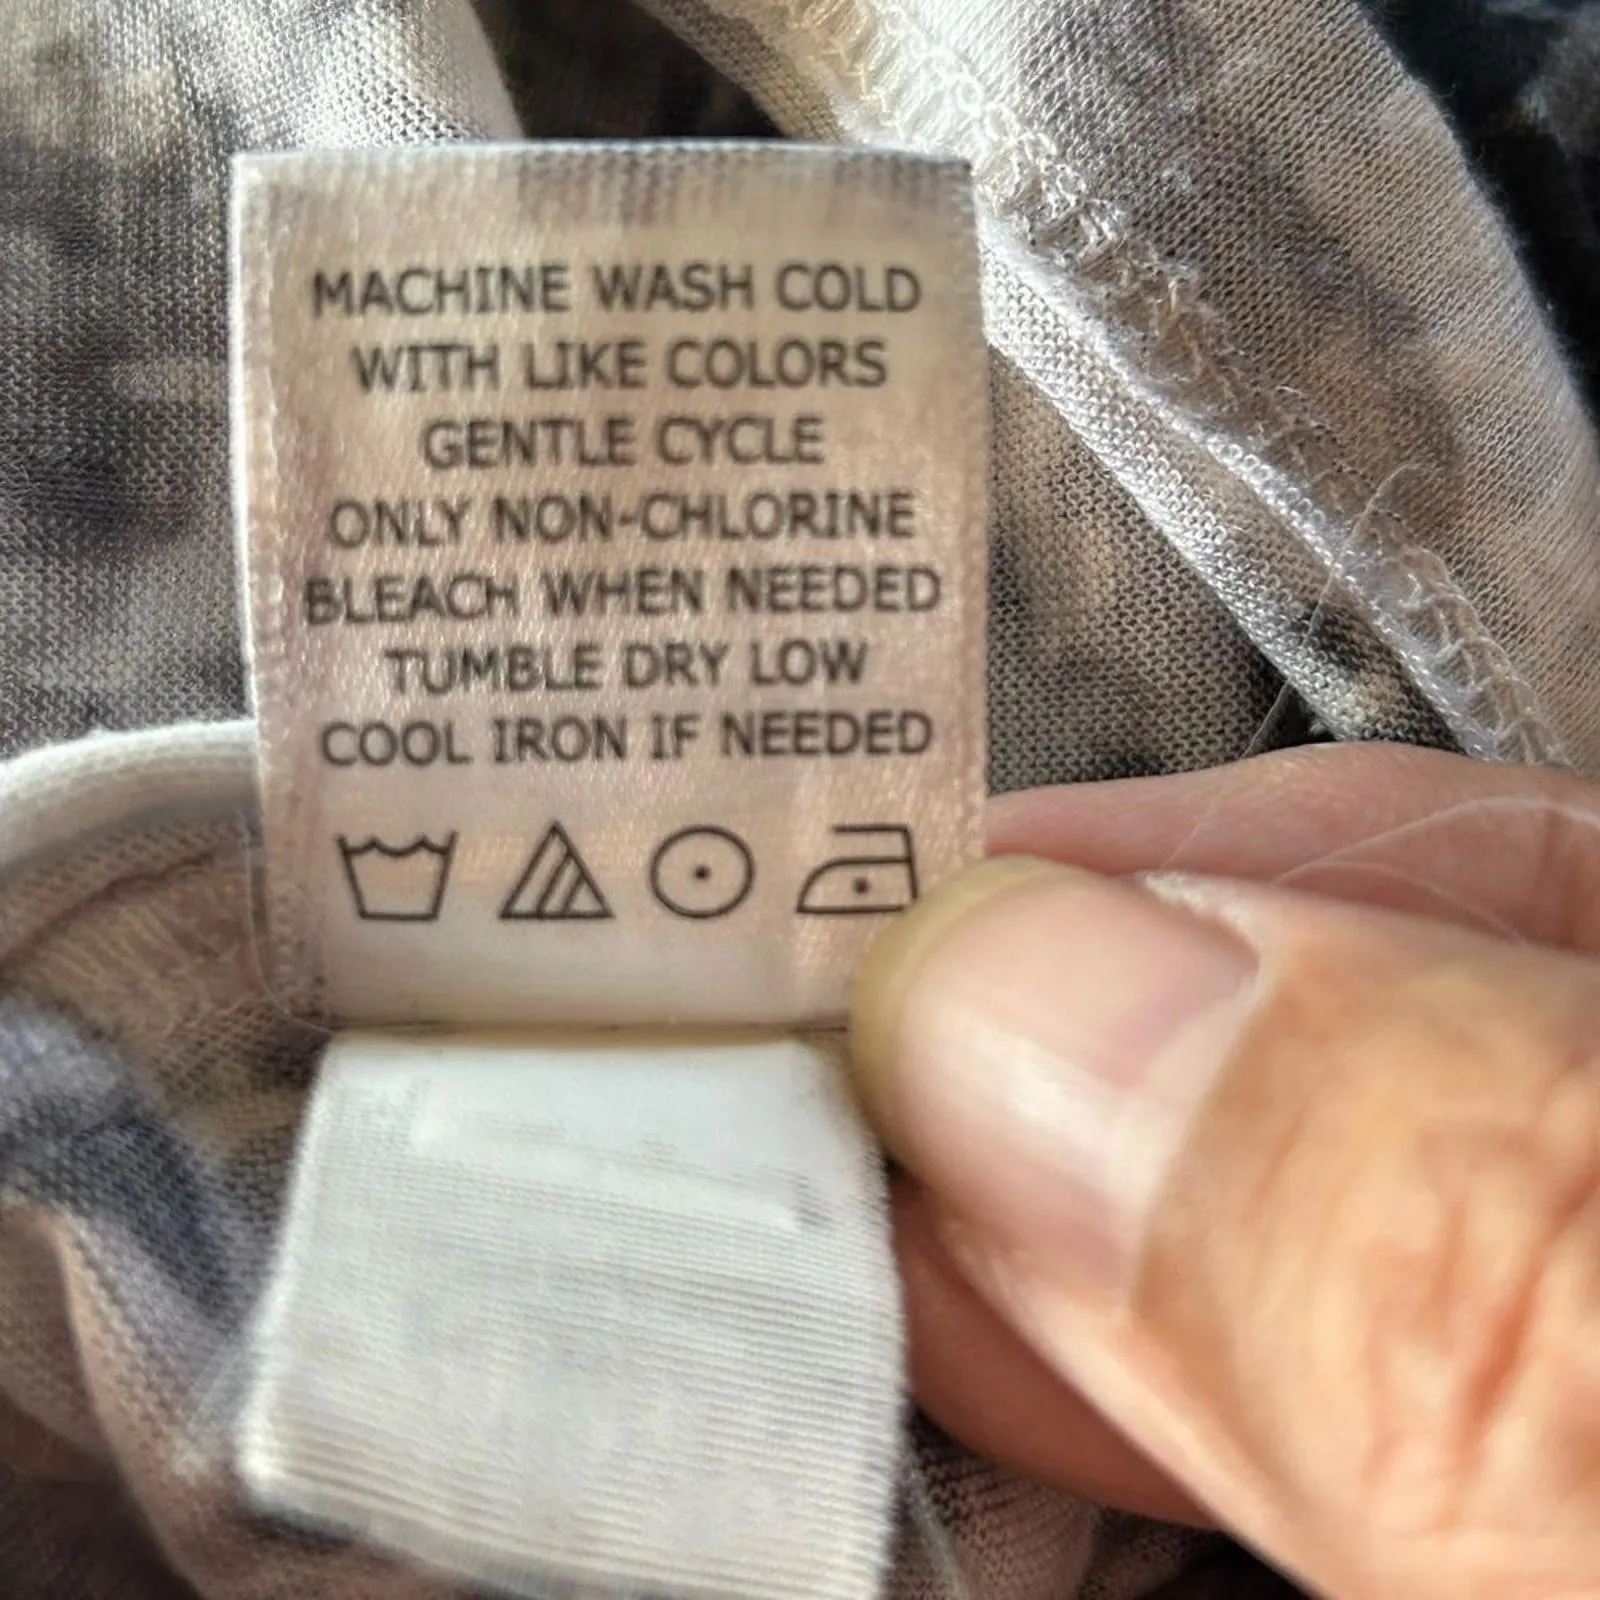 MACHINE WASH COLD
WITH LIKE COLORS
GENTLE CYCLE
ONLY NON-CHLORINE
BLEACH WHEN NEEDED
TUMBLE DRY LOW
COOL IRON IF NEEDED